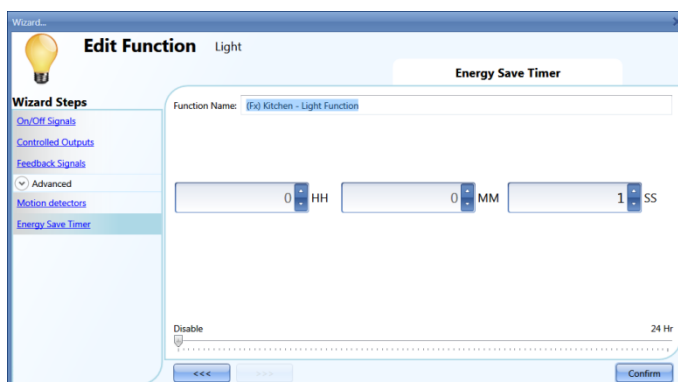 Wizard...
Edit Function Light
Energy Save Timer
Wizard Steps
On/Off Signals
Controlled Outputs
Feedback Signals
Advanced
Motion detectors
Energy Save Timer
Function Name: (Fx) Kitchen - Light Function
0 HH 0 MM 1 SS
Disable 24 Hr
<<< >>> Confirm